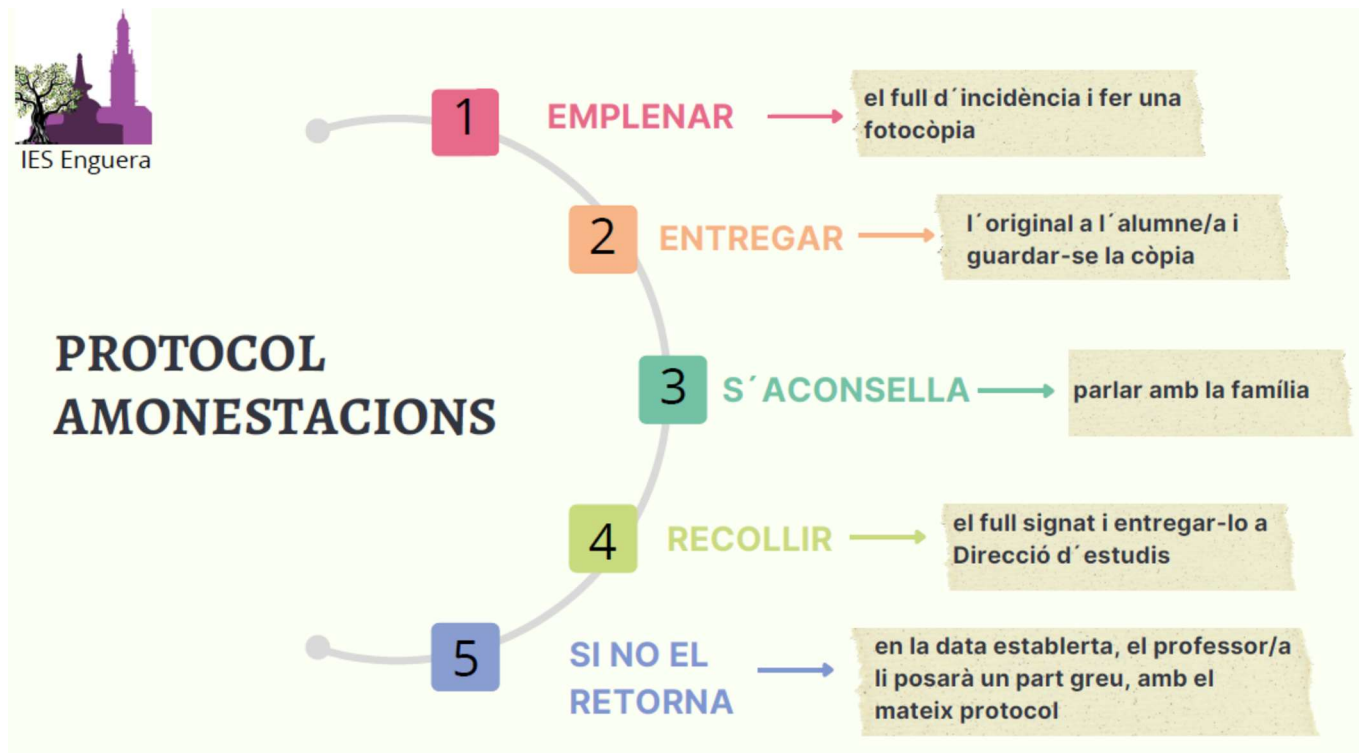 IES Enguera
PROTOCOL
AMONESTACIONS
1
EMPLENAR
el full d´incidència i fer una
fotocòpia
2
ENTREGAR
l´original a l´alumne/a i
guardar-se la còpia
3
S´ACONSELLA
parlar amb la família
4
RECOLLIR
el full signat i entregar-lo a
Direcció d´estudis
5
SI NO EL
RETORNA
en la data establerta, el professor/a
li posarà un part greu, amb el
mateix protocol